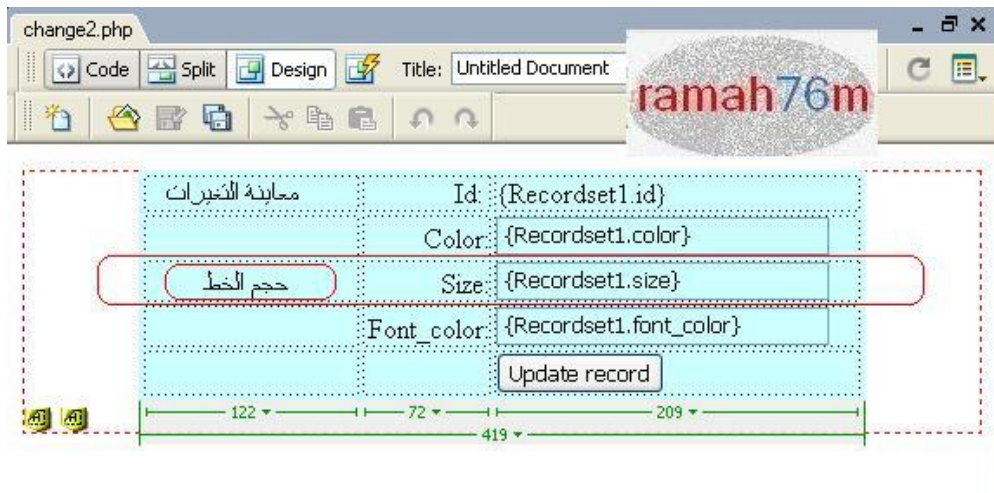 change2.php
Code Split Design Title: Untitled Document
ramah76m
معاينة التغيرات Id: {Recordset1.id}
Color: {Recordset1.color}
حجم الخط Size: {Recordset1.size}
Font_color: {Recordset1.font_color}
Update record
122 72 209
419